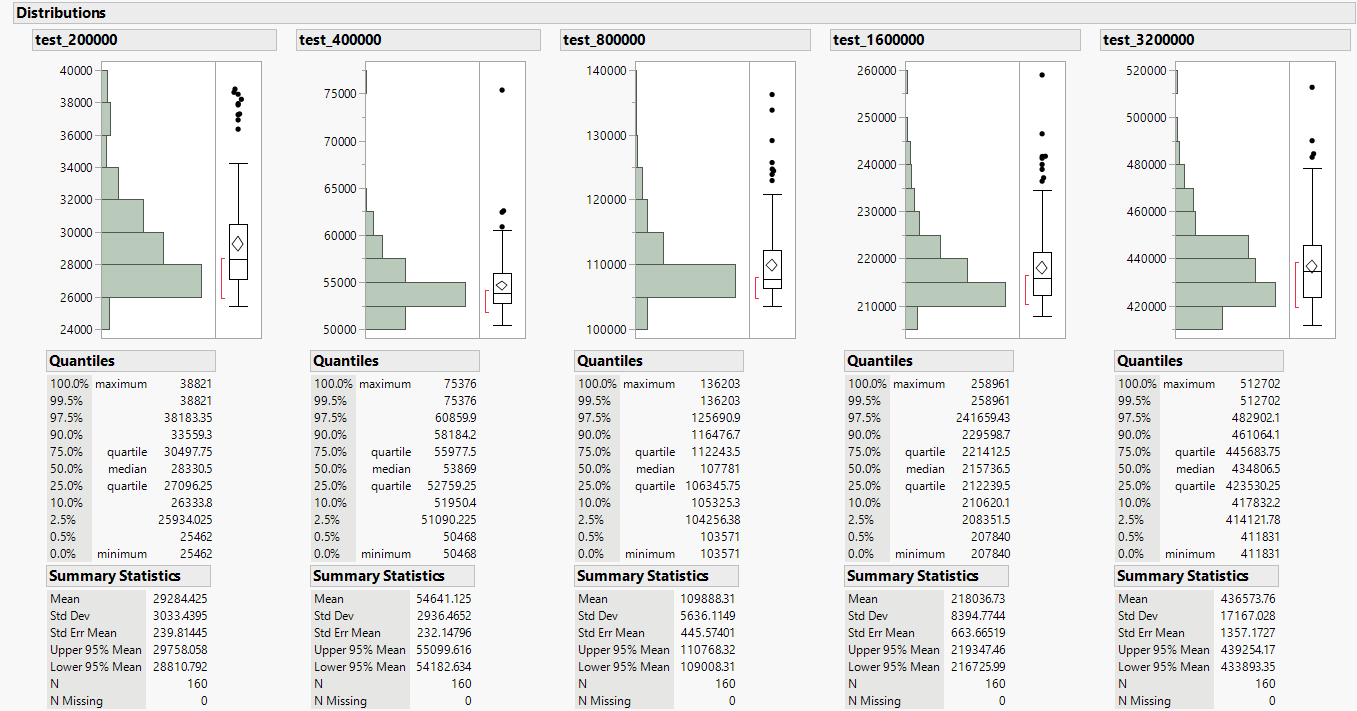 Distributions
test_200000 test_400000 test_800000 test_1600000 test_3200000
40000
38000
36000
34000
32000
30000
28000
26000
24000
75000
70000
65000
60000
55000
50000
140000
130000
120000
110000
100000
260000
250000
240000
230000
220000
210000
520000
500000
480000
460000
440000
420000
Quantiles
100.0% maximum 38821
99.5% 38821
97.5% 38183.35
90.0% 33559.3
75.0% quartile 30497.75
50.0% median 28330.5
25.0% quartile 27096.25
10.0% 26333.8
2.5% 25934.025
0.5% 25462
0.0% minimum 25462
Summary Statistics
Mean 29284.425
Std Dev 3033.4395
Std Err Mean 239.81445
Upper 95% Mean 29758.058
Lower 95% Mean 28810.792
N 160
N Missing 0
Quantiles
100.0% maximum 75376
99.5% 75376
97.5% 60859.9
90.0% 58184.2
75.0% quartile 55977.5
50.0% median 53869
25.0% quartile 52759.25
10.0% 51950.4
2.5% 51090.225
0.5% 50468
0.0% minimum 50468
Summary Statistics
Mean 54641.125
Std Dev 2936.4652
Std Err Mean 232.14796
Upper 95% Mean 55099.616
Lower 95% Mean 54182.634
N 160
N Missing 0
Quantiles
100.0% maximum 136203
99.5% 136203
97.5% 125690.9
90.0% 116476.7
75.0% quartile 112243.5
50.0% median 107781
25.0% quartile 106345.75
10.0% 105325.3
2.5% 104256.38
0.5% 103571
0.0% minimum 103571
Summary Statistics
Mean 109888.31
Std Dev 5636.1149
Std Err Mean 445.57401
Upper 95% Mean 110768.32
Lower 95% Mean 109008.31
N 160
N Missing 0
Quantiles
100.0% maximum 258961
99.5% 258961
97.5% 241659.43
90.0% 229598.7
75.0% quartile 221412.5
50.0% median 215736.5
25.0% quartile 212239.5
10.0% 210620.1
2.5% 208351.5
0.5% 207840
0.0% minimum 207840
Summary Statistics
Mean 218036.73
Std Dev 8394.7744
Std Err Mean 663.66519
Upper 95% Mean 219347.46
Lower 95% Mean 216725.99
N 160
N Missing 0
Quantiles
100.0% maximum 512702
99.5% 512702
97.5% 482902.1
90.0% 461064.1
75.0% quartile 445683.75
50.0% median 434806.5
25.0% quartile 423530.25
10.0% 417832.2
2.5% 414121.78
0.5% 411831
0.0% minimum 411831
Summary Statistics
Mean 436573.76
Std Dev 17167.028
Std Err Mean 1357.1727
Upper 95% Mean 439254.17
Lower 95% Mean 433893.35
N 160
N Missing 0